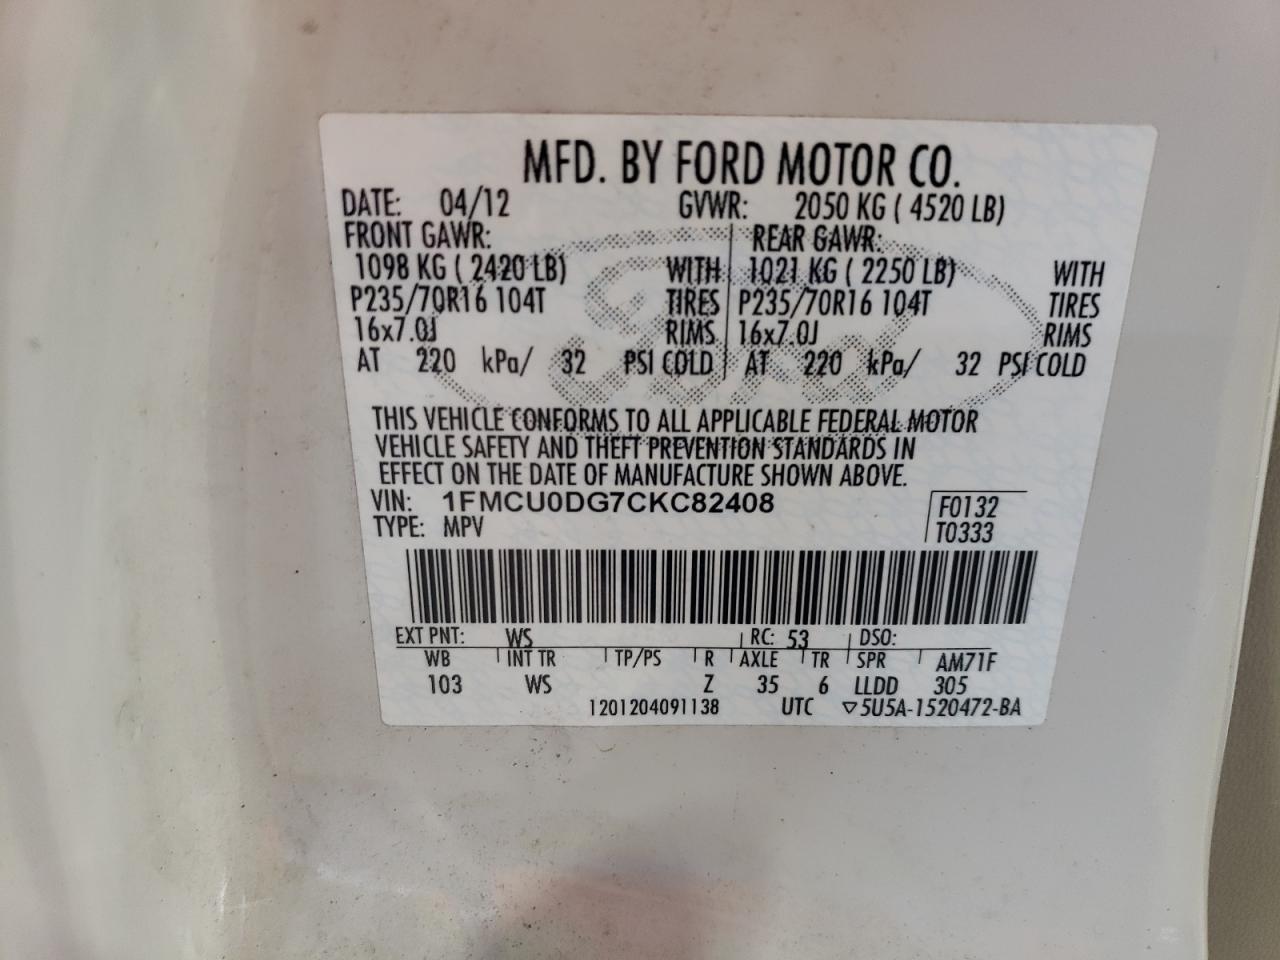 MFD. BY FORD MOTOR CO.
DATE: 04/12 GVWR: 2050 KG ( 4520 LB)
FRONT GAWR: REAR GAWR:
1098 KG ( 2420 LB) WITH 1021 KG ( 2250 LB) WITH
P235/70R16 104T TIRES P235/70R16 104T TIRES
16x7.0J RIMS 16x7.0J RIMS
AT 220 kPa/ 32 PSI COLD AT 220 kPa/ 32 PSI COLD
Ford
THIS VEHICLE CONFORMS TO ALL APPLICABLE FEDERAL MOTOR
VEHICLE SAFETY AND THEFT PREVENTION STANDARDS IN
EFFECT ON THE DATE OF MANUFACTURE SHOWN ABOVE.
VIN: 1FMCU0DG7CKC82408 F0132
TYPE: MPV T0333
EXT PNT: WS RC: 53 DSO:
WB INT TR TP/PS R AXLE TR SPR AM71F
103 WS Z 35 6 LLDD 305
1201204091138 UTC ▽5U5A-1520472-BA